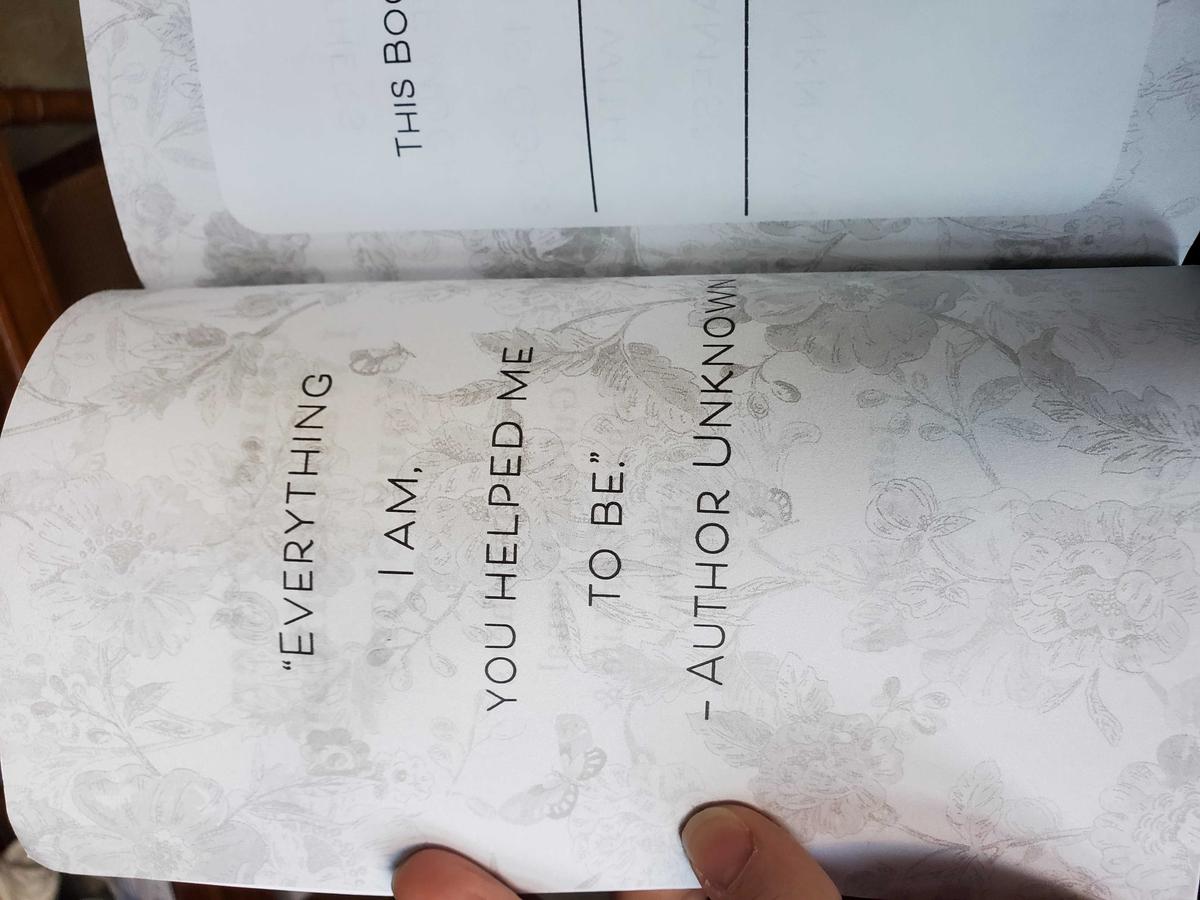 "EVERYTHING
I AM,
YOU HELPED ME
TO BE."
– AUTHOR UNKNOWN
THIS BOO